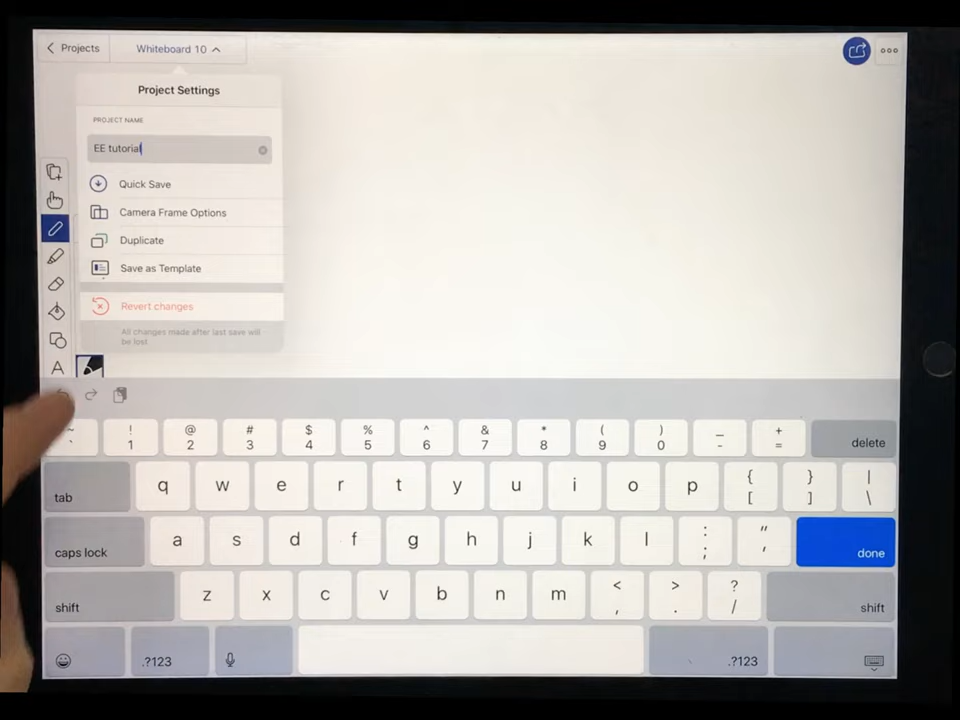 Projects
Whiteboard 10
Project Settings
PROJECT NAME
EE tutorial
Quick Save
Camera Frame Options
Duplicate
Save as Template
Revert changes
All changes made after last save will
be lost
A
~ ! @ # $ % ^ & * ( ) _ +
` 1 2 3 4 5 6 7 8 9 0 - = delete
tab q w e r t y u i o p { [ } ] | \
caps lock a s d f g h j k l : ; " ' done
shift z x c v b n m < , > . ? / shift
.?123 .?123